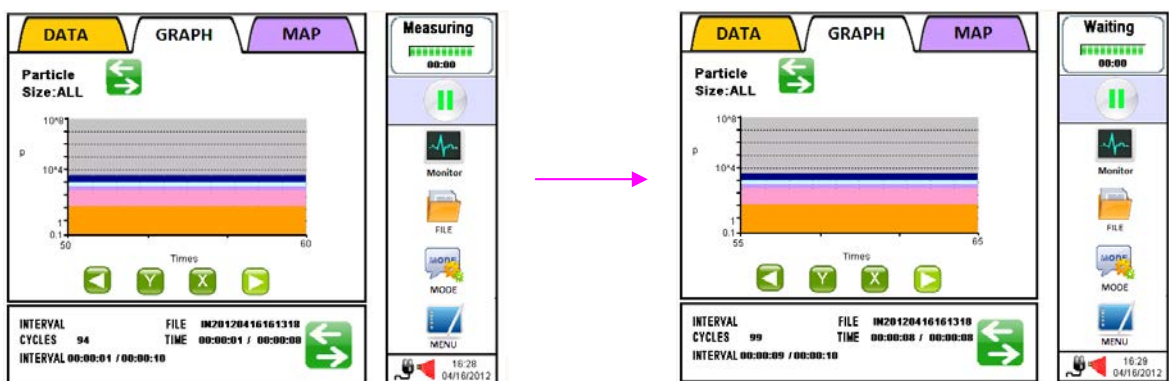 DATA GRAPH MAP
Measuring
00:00
Particle
Size:ALL
10^8
p
10^4
0.1
0.1
50 60
Times
Y X
Monitor
FILE
MODE
MODE
MENU
INTERVAL FILE IN20120416161318
CYCLES 94 TIME 00:00:01 / 00:00:08
INTERVAL 00:00:01 / 00:00:10
16:28
04/16/2012
DATA GRAPH MAP
Waiting
00:00
Particle
Size:ALL
10^8
p
10^4
1
0.1
55 65
Times
Y X
Monitor
FILE
MODE
MODE
MENU
INTERVAL FILE IN20120416161318
CYCLES 99 TIME 00:00:08 / 00:00:08
INTERVAL 00:00:09 / 00:00:10
16:29
04/16/2012